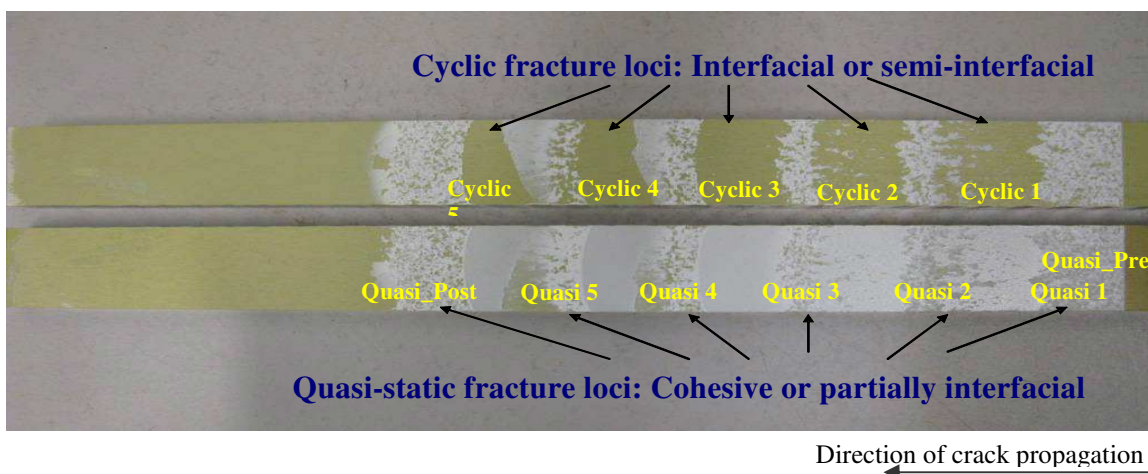 Cyclic fracture loci: Interfacial or semi-interfacial
Cyclic 5
Cyclic 4
Cyclic 3
Cyclic 2
Cyclic 1
Quasi_Pre
Quasi_Post
Quasi 5
Quasi 4
Quasi 3
Quasi 2
Quasi 1
Quasi-static fracture loci: Cohesive or partially interfacial
Direction of crack propagation